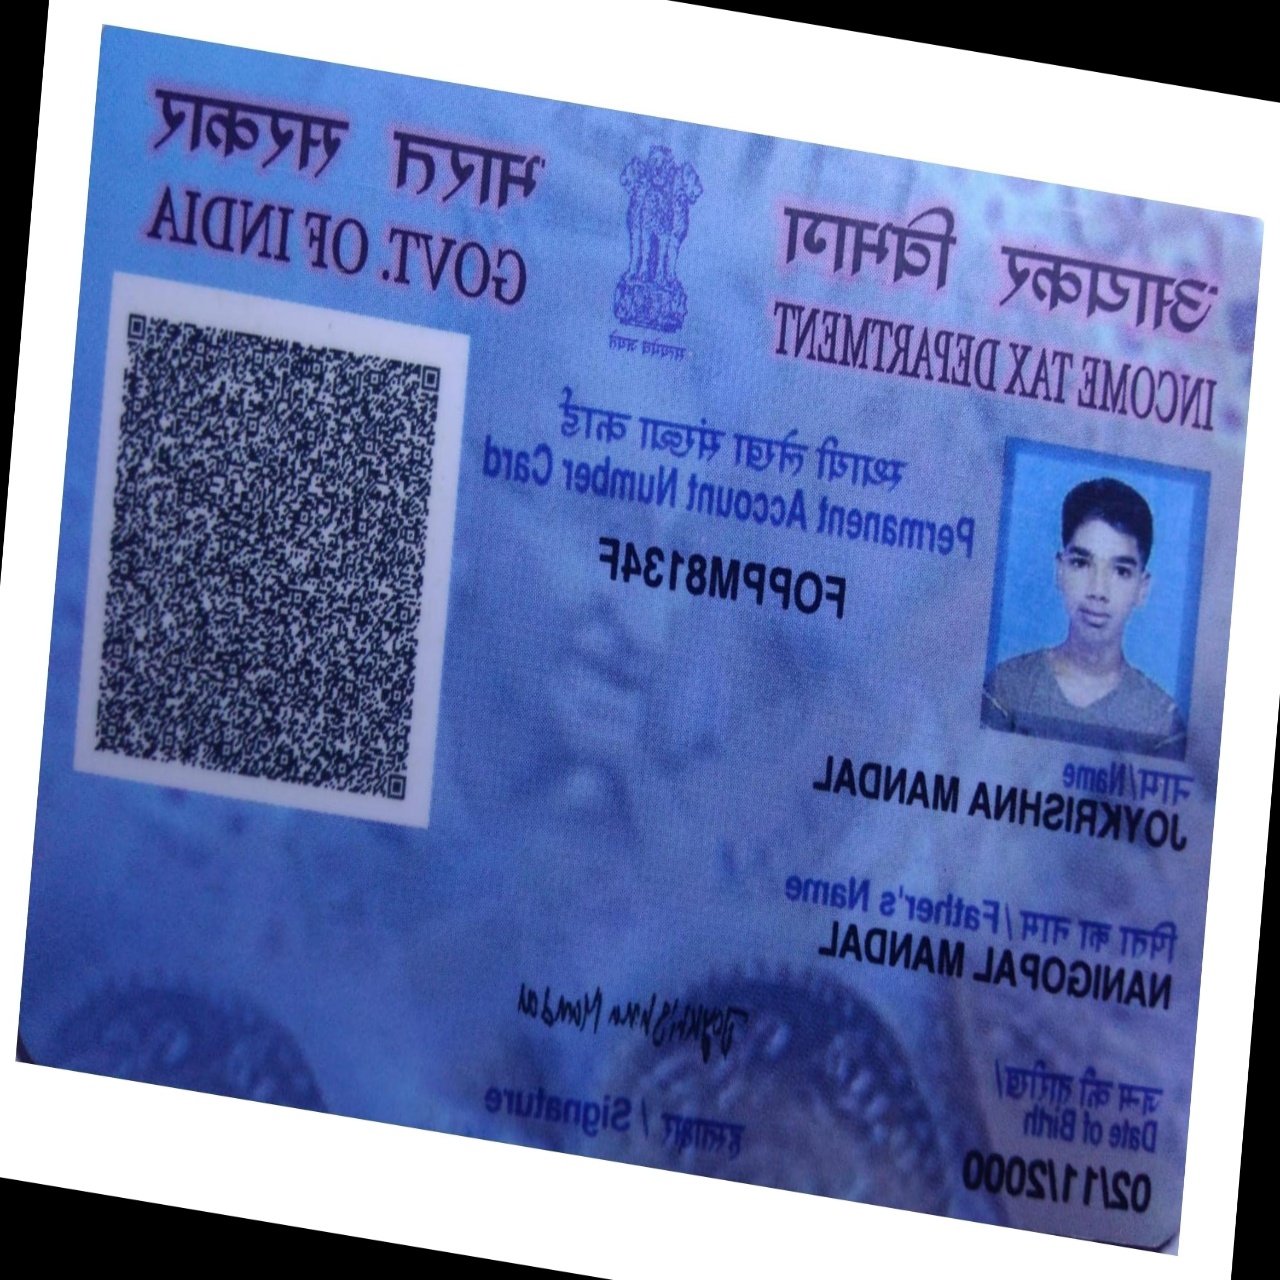 आयकर विभाग
INCOME TAX DEPARTMENT
भारत सरकार
GOVT. OF INDIA
सत्यमेव जयते
स्थायी लेखा संख्या कार्ड
Permanent Account Number Card
FOPPM8134F
नाम/Name
JOYKRISHNA MANDAL
पिता का नाम/Father's Name
NANIGOPAL MANDAL
जन्म की तारीख/
Date of Birth
02/11/2000
Joykrishna Mandal
हस्ताक्षर / Signature